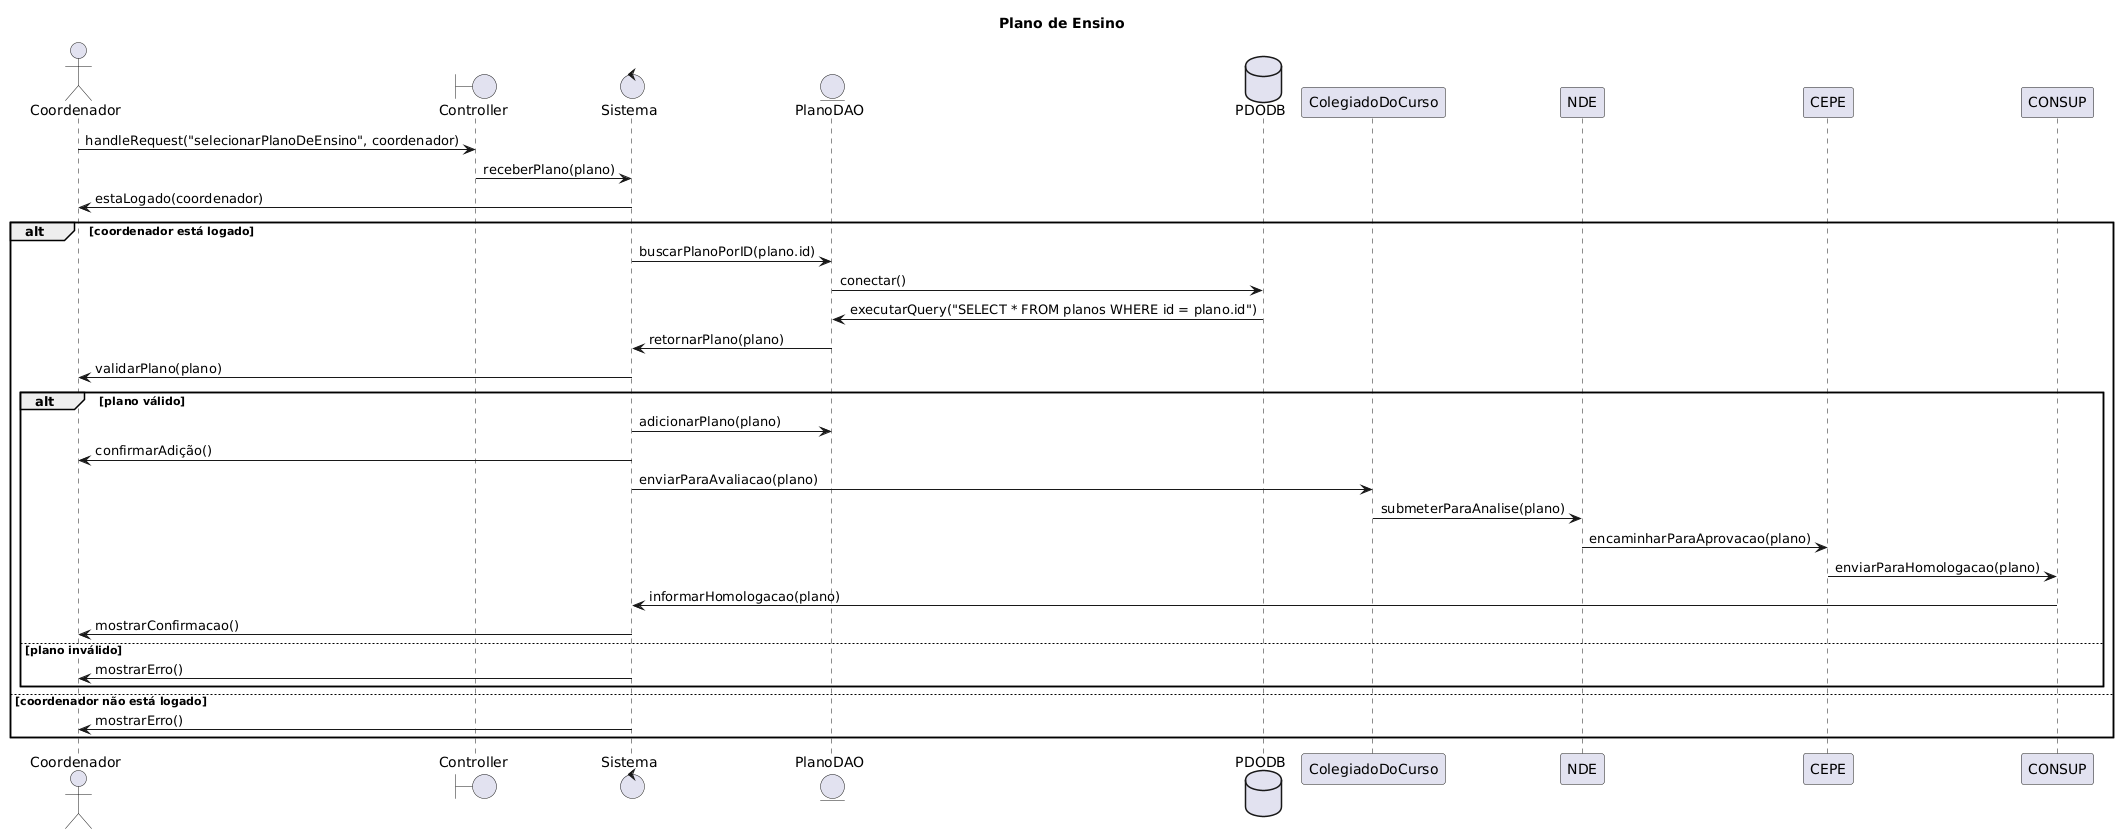 Plano de Ensino
Coordenador
Controller
Sistema
PlanoDAO
PDODB
ColegiadoDoCurso
NDE
CEPE
CONSUP
handleRequest("selecionarPlanoDeEnsino", coordenador)
receberPlano(plano)
estaLogado(coordenador)
alt [coordenador está logado]
buscarPlanoPorID(plano.id)
conectar()
executarQuery("SELECT * FROM planos WHERE id = plano.id")
retornarPlano(plano)
validarPlano(plano)
alt [plano válido]
adicionarPlano(plano)
confirmarAdição()
enviarParaAvaliacao(plano)
submeterParaAnalise(plano)
encaminharParaAprovacao(plano)
enviarParaHomologacao(plano)
informarHomologacao(plano)
mostrarConfirmacao()
[plano inválido]
mostrarErro()
[coordenador não está logado]
mostrarErro()
Coordenador
Controller
Sistema
PlanoDAO
PDODB
ColegiadoDoCurso
NDE
CEPE
CONSUP